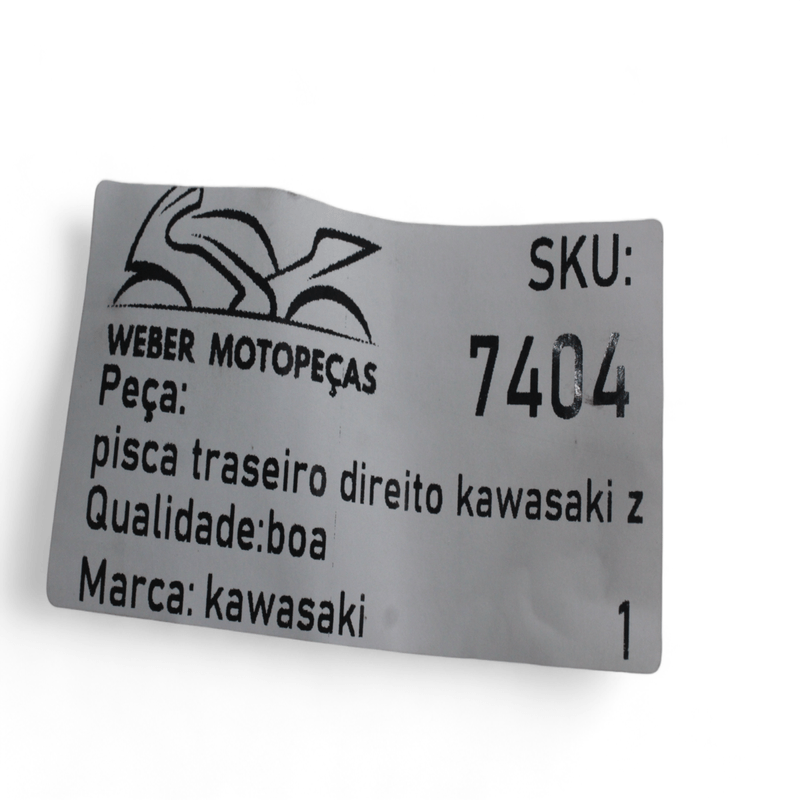 SKU:
WEBER MOTOPEÇAS
7404
Peça:
pisca traseiro direito kawasaki z
Qualidade:boa
Marca: kawasaki
1